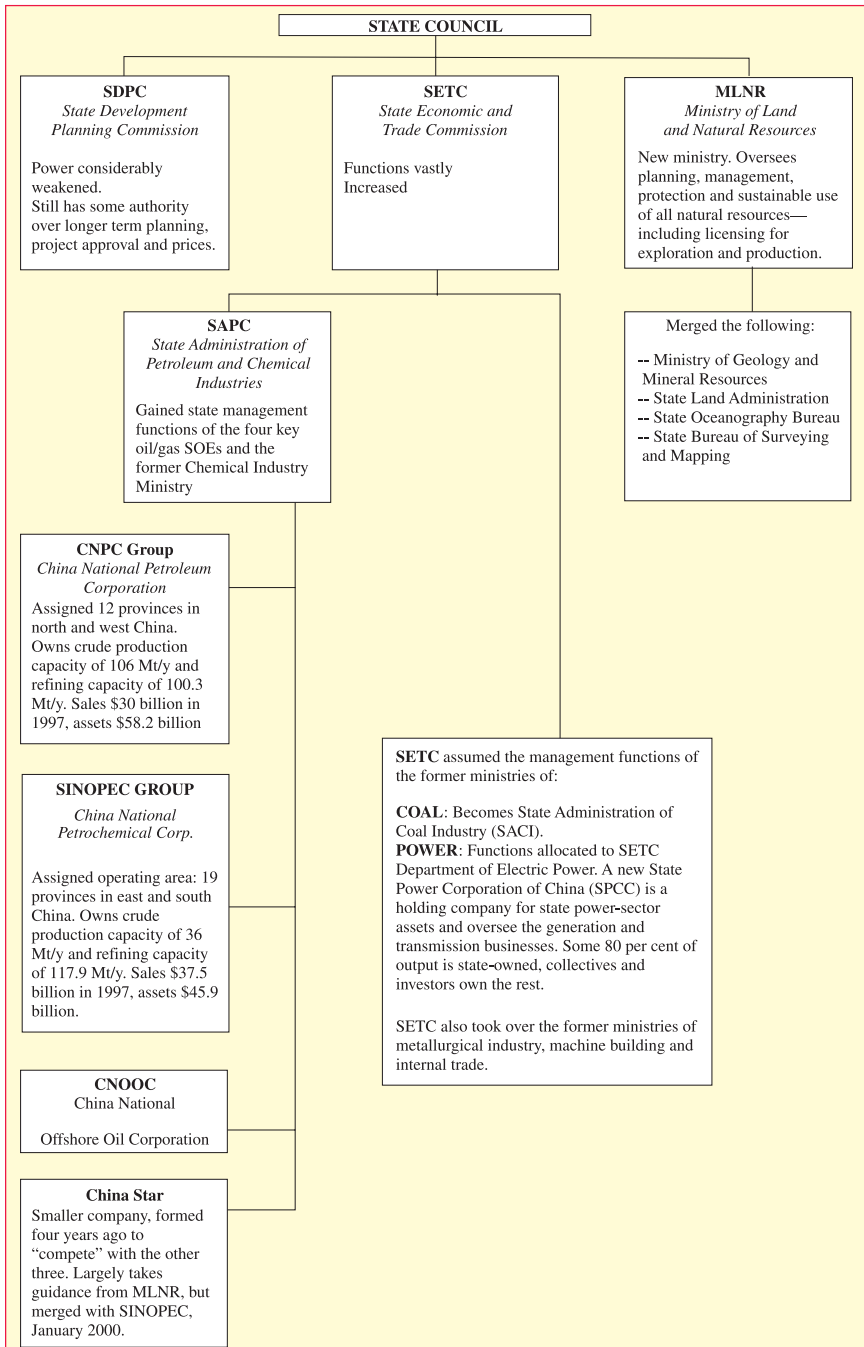 STATE COUNCIL
SDPC
State Development
Planning Commission
Power considerably
weakened.
Still has some authority
over longer term planning,
project approval and prices.
SETC
State Economic and
Trade Commission
Functions vastly
Increased
MLNR
Ministry of Land
and Natural Resources
New ministry. Oversees
planning, management,
protection and sustainable use
of all natural resources—
including licensing for
exploration and production.
SAPC
State Administration of
Petroleum and Chemical
Industries
Gained state management
functions of the four key
oil/gas SOEs and the
former Chemical Industry
Ministry
Merged the following:
-- Ministry of Geology and
Mineral Resources
-- State Land Administration
-- State Oceanography Bureau
-- State Bureau of Surveying
and Mapping
CNPC Group
China National Petroleum
Corporation
Assigned 12 provinces in
north and west China.
Owns crude production
capacity of 106 Mt/y and
refining capacity of 100.3
Mt/y. Sales $30 billion in
1997, assets $58.2 billion
SINOPEC GROUP
China National
Petrochemical Corp.
Assigned operating area: 19
provinces in east and south
China. Owns crude
production capacity of 36
Mt/y and refining capacity
of 117.9 Mt/y. Sales $37.5
billion in 1997, assets $45.9
billion.
SETC assumed the management functions of
the former ministries of:
COAL: Becomes State Administration of
Coal Industry (SACI).
POWER: Functions allocated to SETC
Department of Electric Power. A new State
Power Corporation of China (SPCC) is a
holding company for state power-sector
assets and oversee the generation and
transmission businesses. Some 80 per cent of
output is state-owned, collectives and
investors own the rest.
SETC also took over the former ministries of
metallurgical industry, machine building and
internal trade.
CNOOC
China National
Offshore Oil Corporation
China Star
Smaller company, formed
four years ago to
“compete” with the other
three. Largely takes
guidance from MLNR, but
merged with SINOPEC,
January 2000.